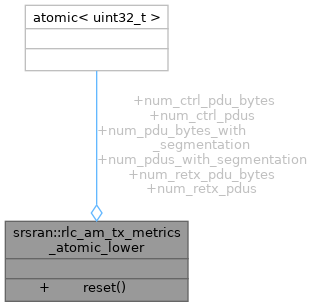 atomic< uint32_t >
+num_ctrl_pdu_bytes
+num_ctrl_pdus
+num_pdu_bytes_with
_segmentation
+num_pdus_with_segmentation
+num_retx_pdu_bytes
+num_retx_pdus
srsran::rlc_am_tx_metrics
_atomic_lower
+ reset()